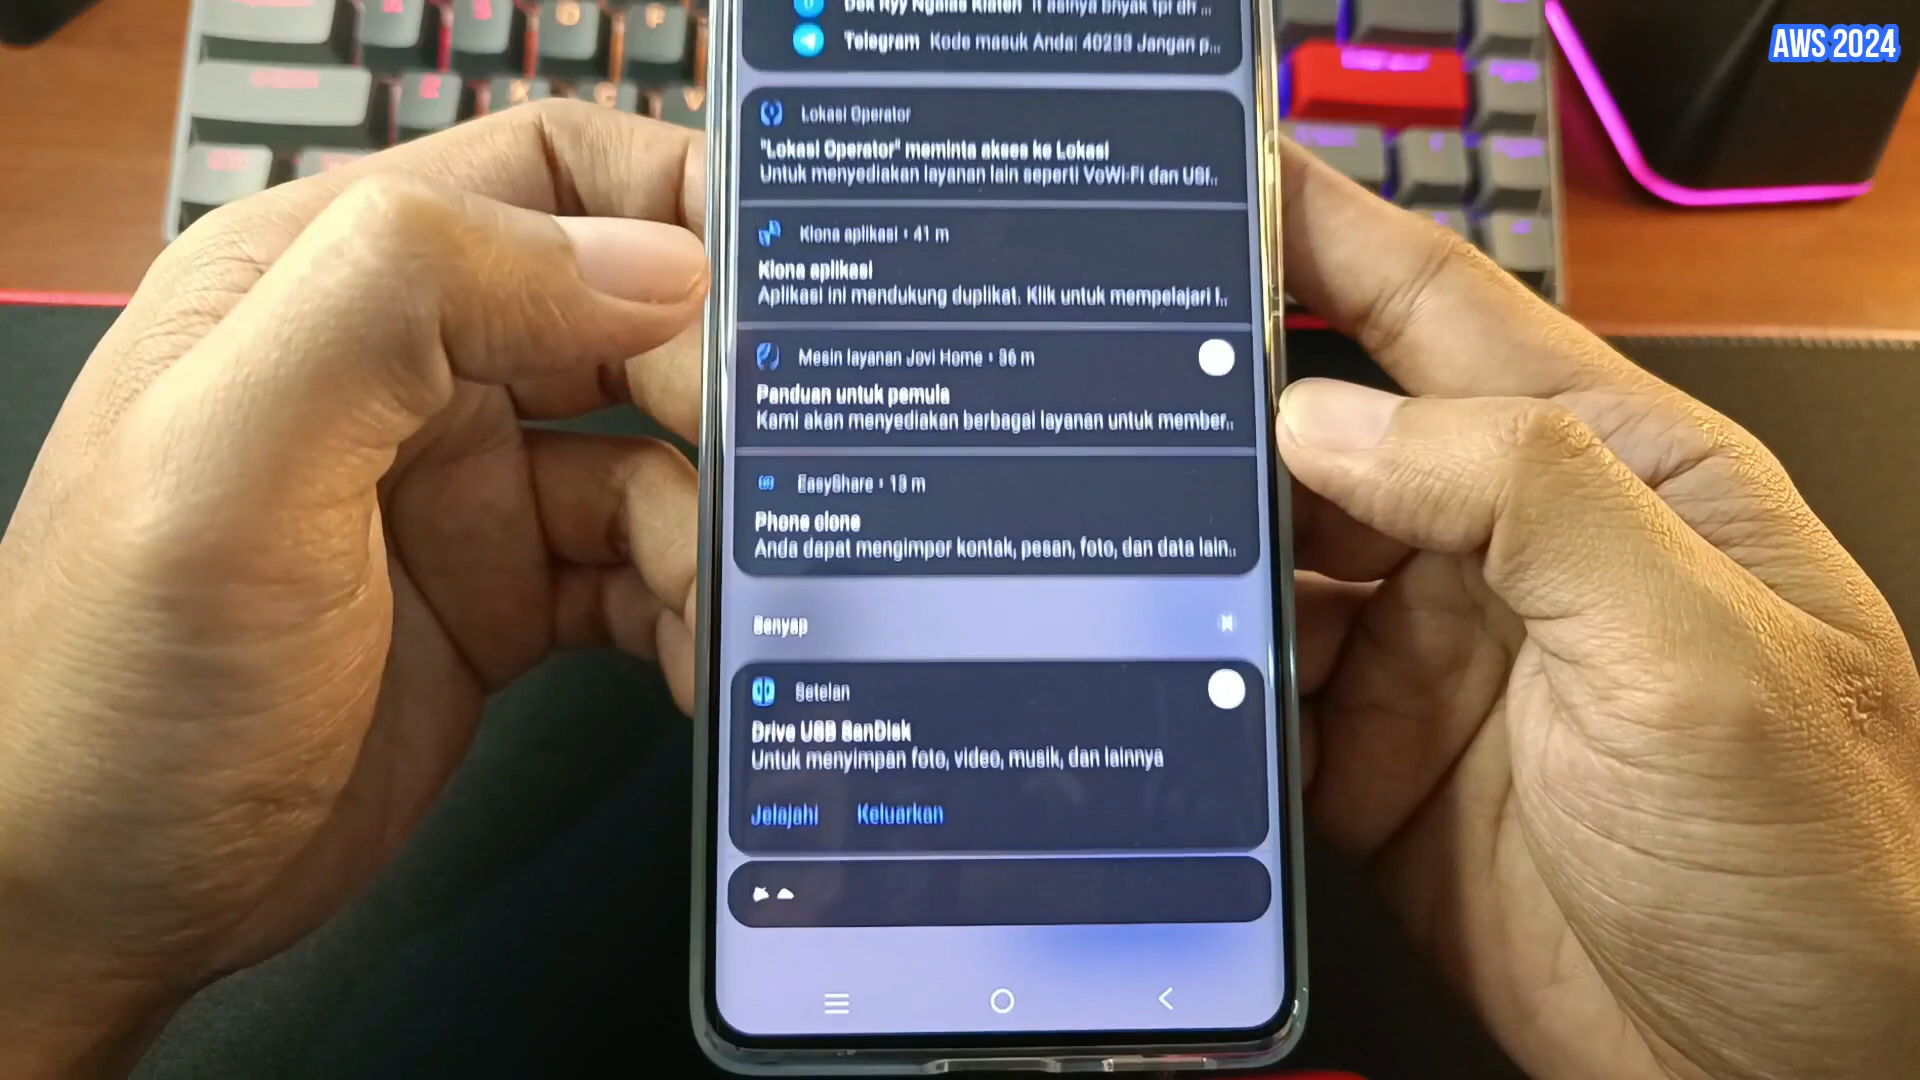 AWS 2024
Telegram Kode masuk Anda: 40233 Jangan p...
Lokasi Operator
"Lokasi Operator" meminta akses ke Lokasi
Untuk menyediakan layanan lain seperti VoWi-Fi dan
Klona aplikasi • 41 m
Klona aplikasi
Aplikasi ini mendukung duplikat. Klik untuk mempelajari l..
Mesin layanan Jovi Home • 36 m
Panduan untuk pemula
Kami akan menyediakan berbagai layanan untuk member..
EasyShare • 13 m
Phone clone
Anda dapat mengimpor kontak, pesan, foto, dan data lain..
Senyap
Setelan
Drive USB SanDisk
Untuk menyimpan foto, video, musik, dan lainnya
Jelajahi Keluarkan